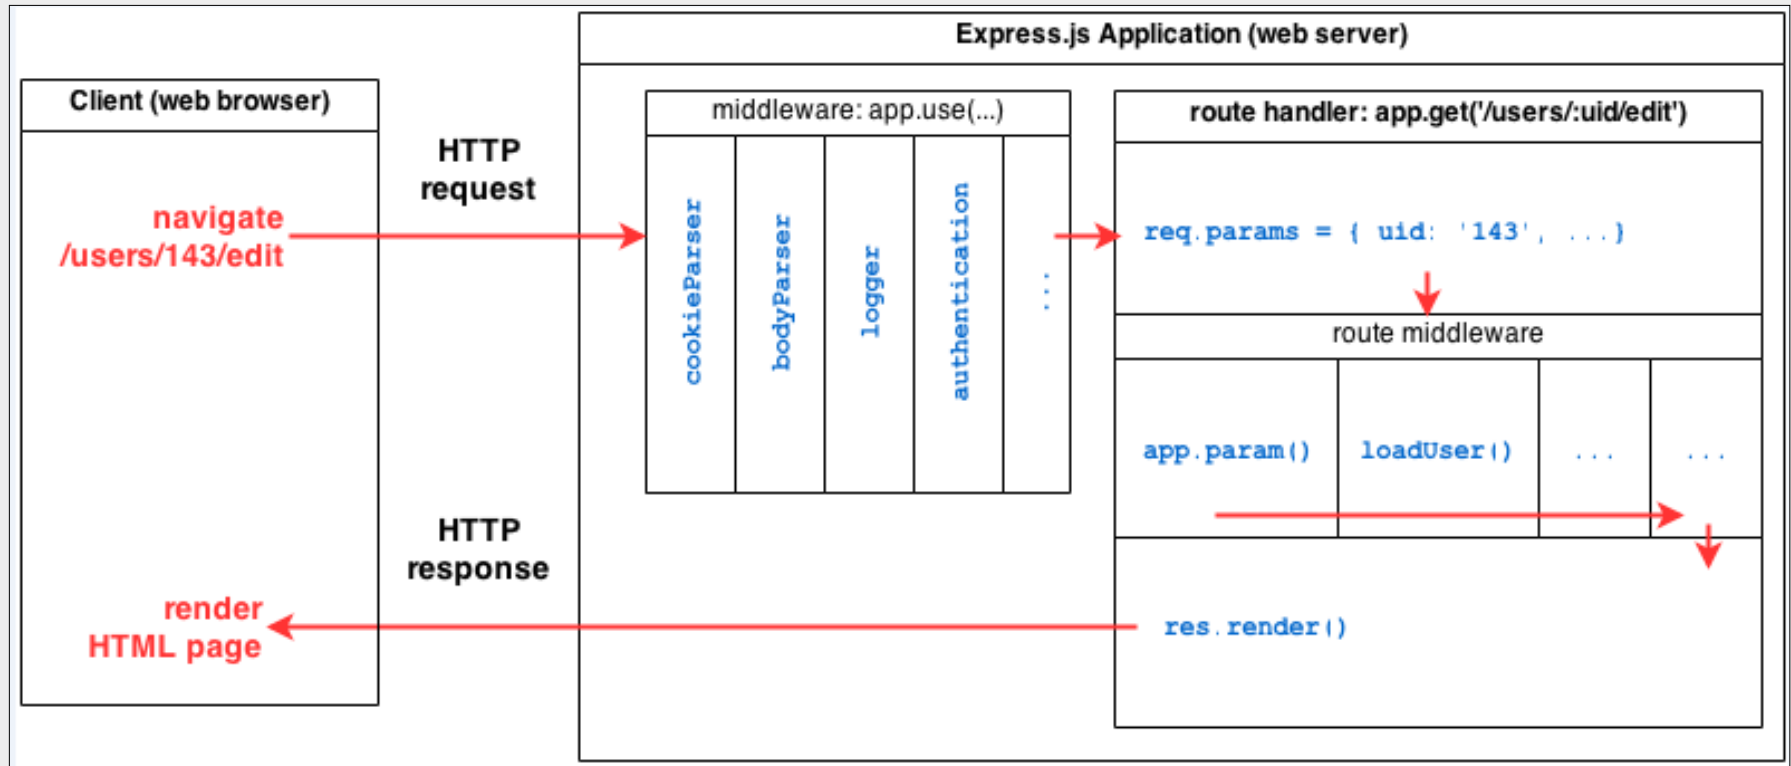 Express.js Application (web server)
Client (web browser)
middleware: app.use(...)
route handler: app.get('/users/:uid/edit')
HTTP
request
navigate
/users/143/edit
cookieParser
bodyParser
logger
authentication
...
req.params = { uid: '143', ...}
route middleware
app.param()
loadUser()
...
...
HTTP
response
render
HTML page
res.render()